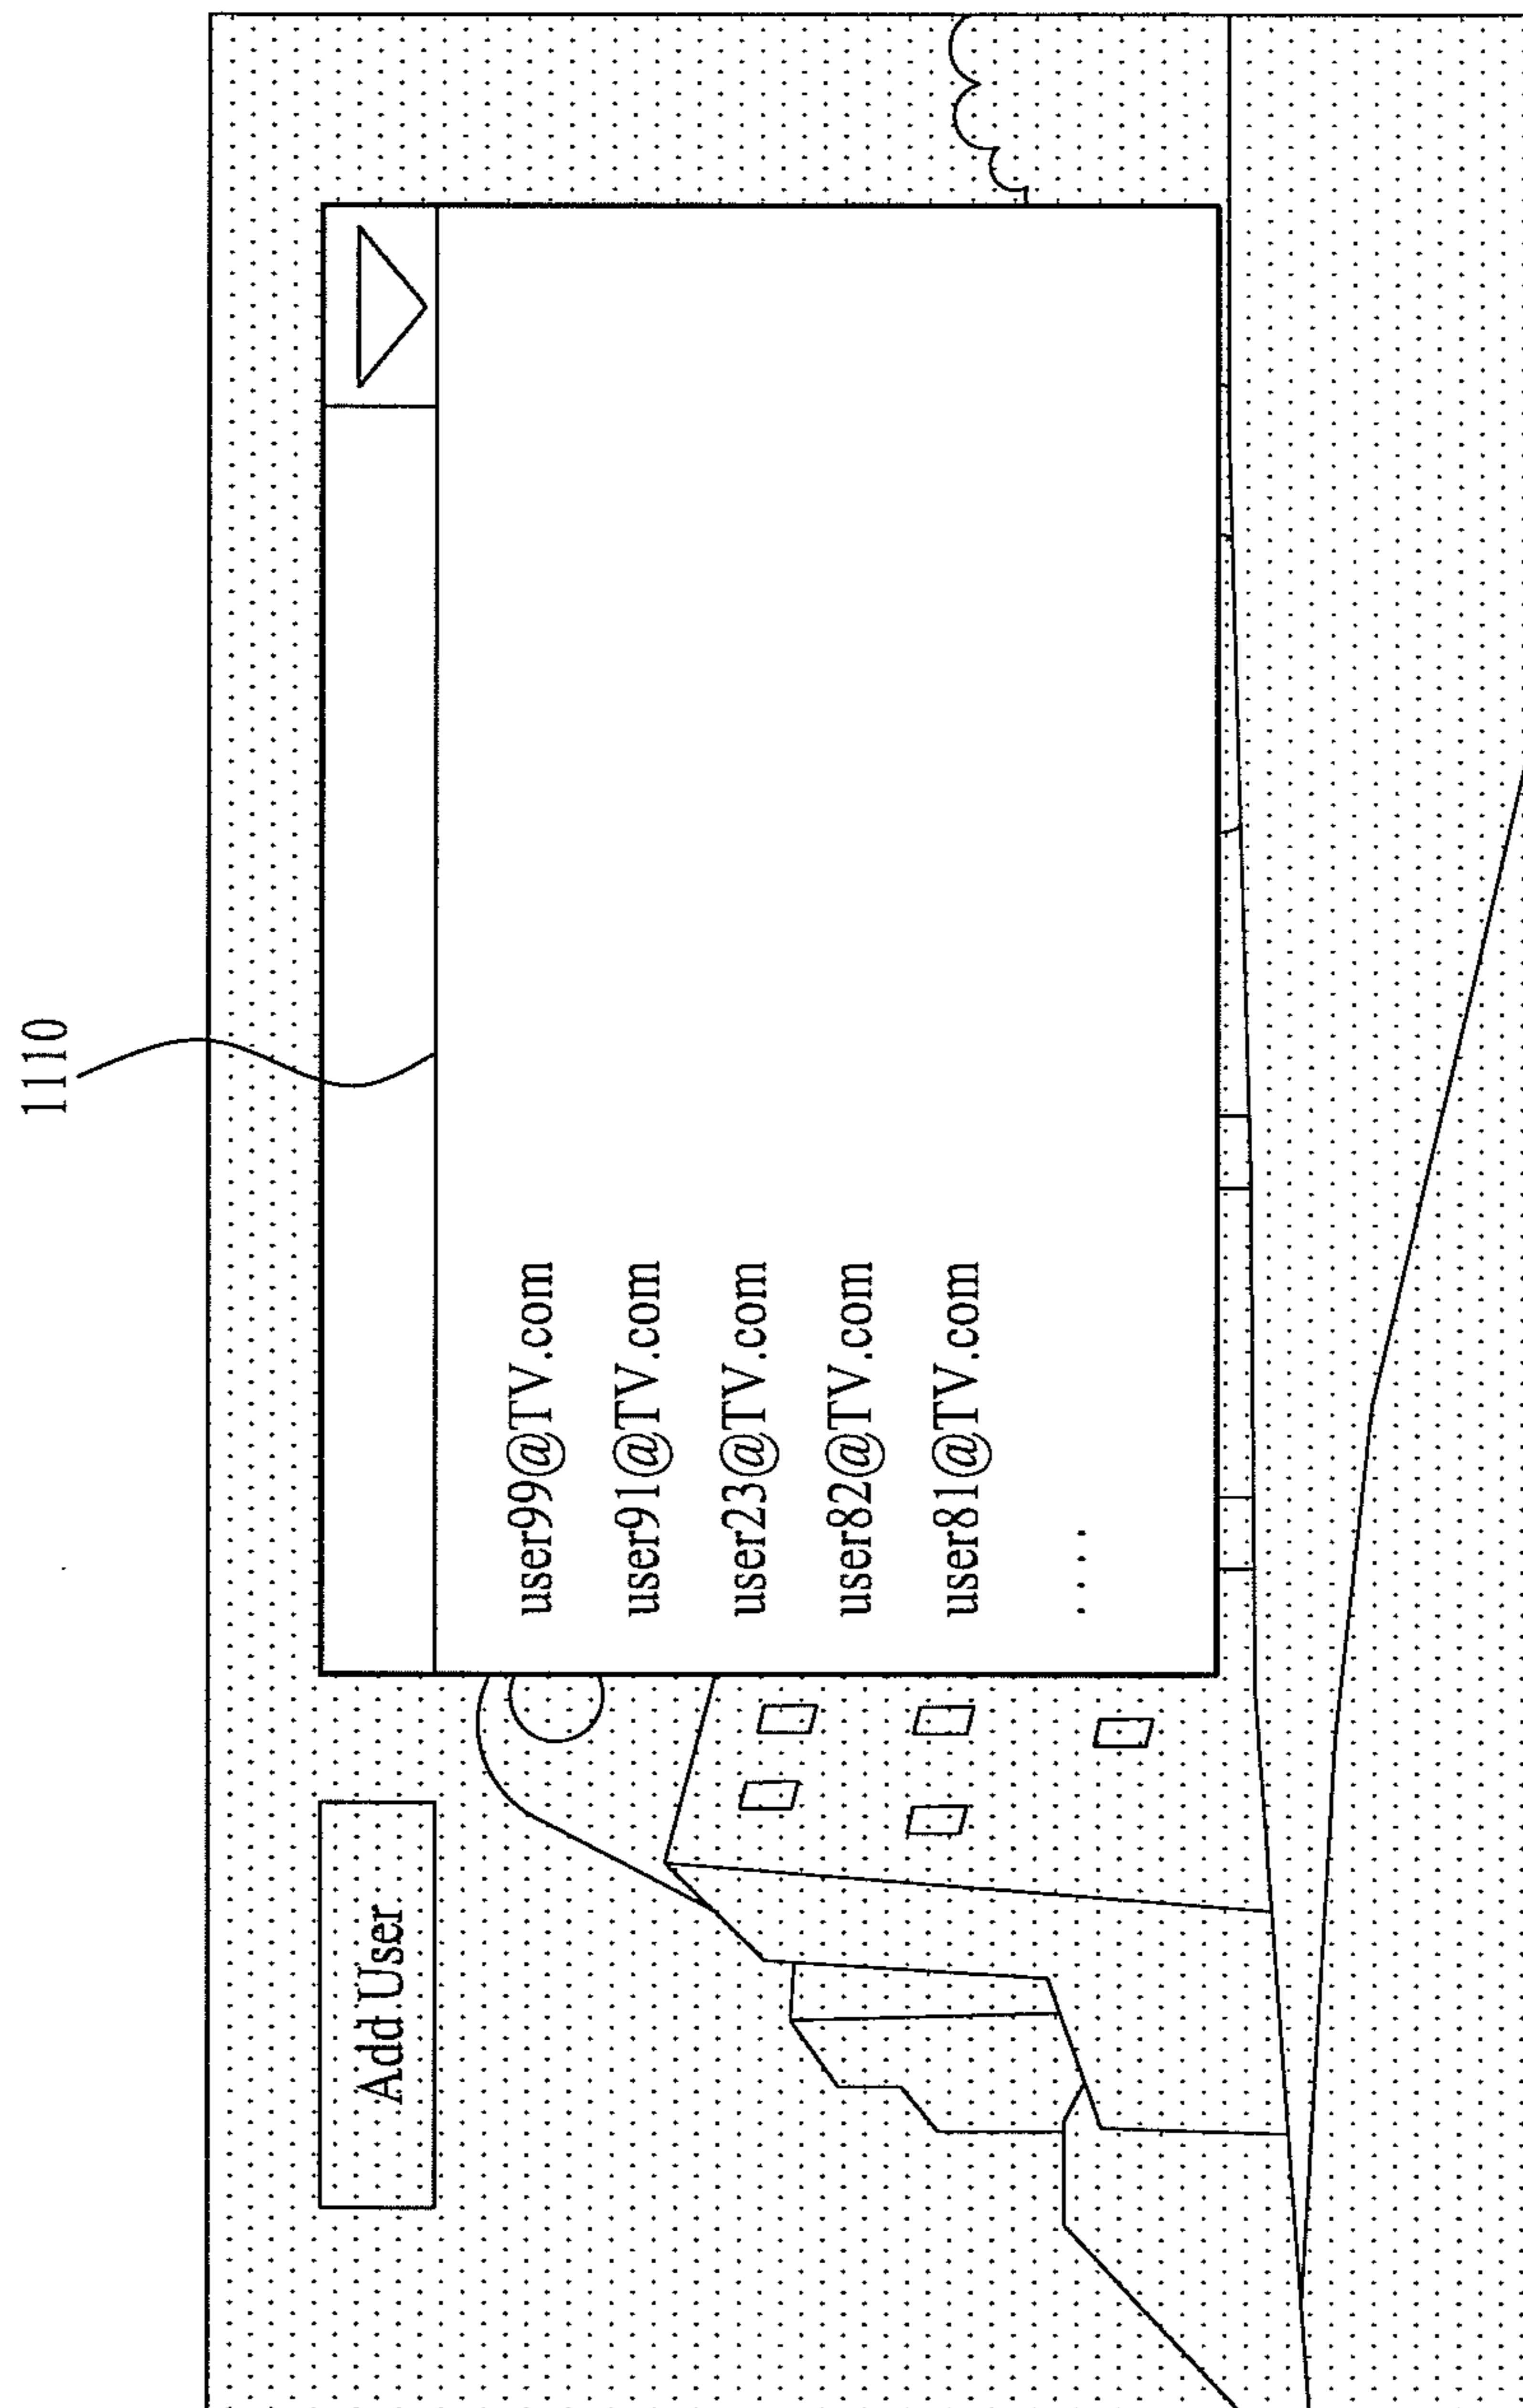 1110
Add User
user99@TV.com
user91@TV.com
user23@TV.com
user82@TV.com
user81@TV.com
. . . .